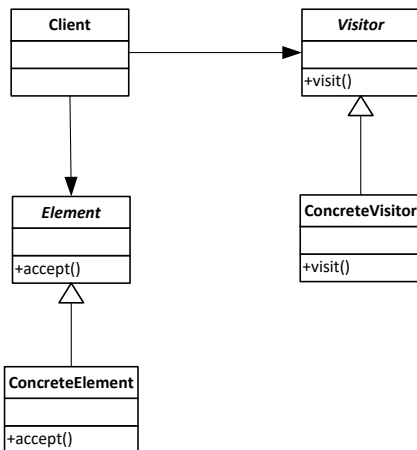 Client
Visitor
+visit()
Element
+accept()
ConcreteVisitor
+visit()
ConcreteElement
+accept()